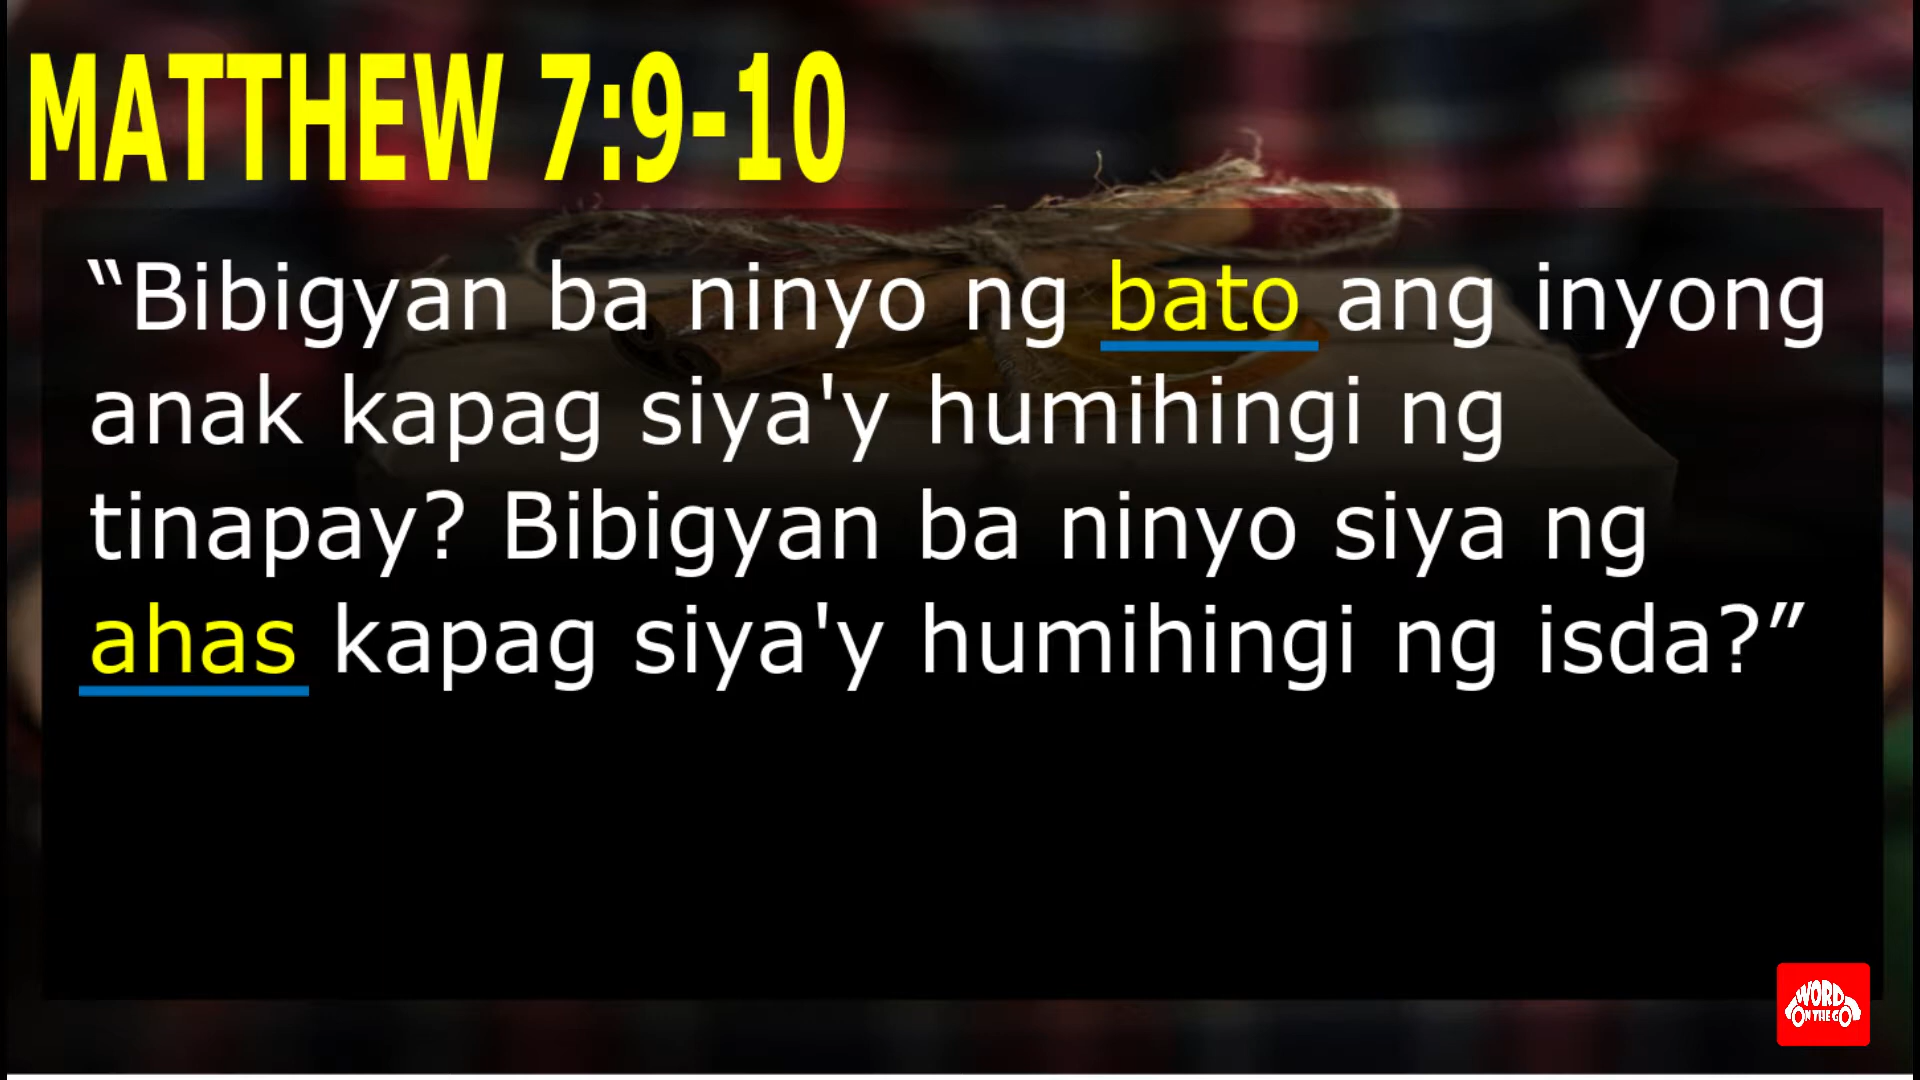 MATTHEW 7:9-10
“Bibigyan ba ninyo ng bato ang inyong
anak kapag siya'y humihingi ng
tinapay? Bibigyan ba ninyo siya ng
ahas kapag siya'y humihingi ng isda?”
WORD
ON THE GO